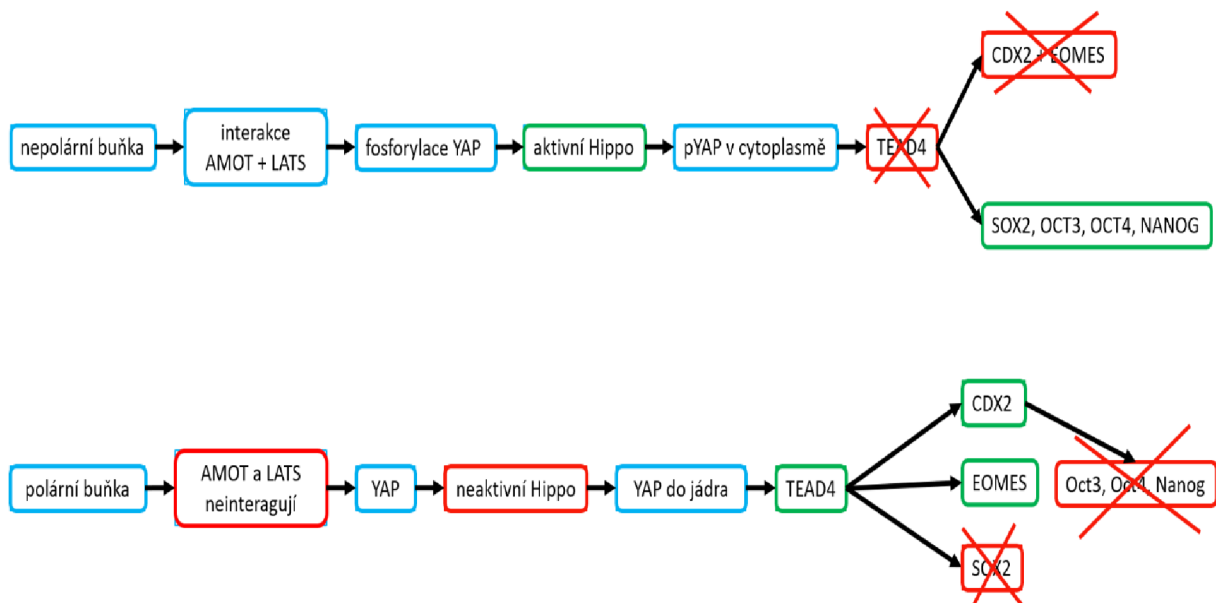 CDX2 + EOMES
nepolární buňka
interakce
AMOT + LATS
fosforylace YAP
aktivní Hippo
pYAP v cytoplasmě
TEAD4
SOX2, OCT3, OCT4, NANOG
CDX2
polární buňka
AMOT a LATS
neinteragují
YAP
neaktivní Hippo
YAP do jádra
TEAD4
EOMES
Oct3, Oct4, Nanog
SOX2